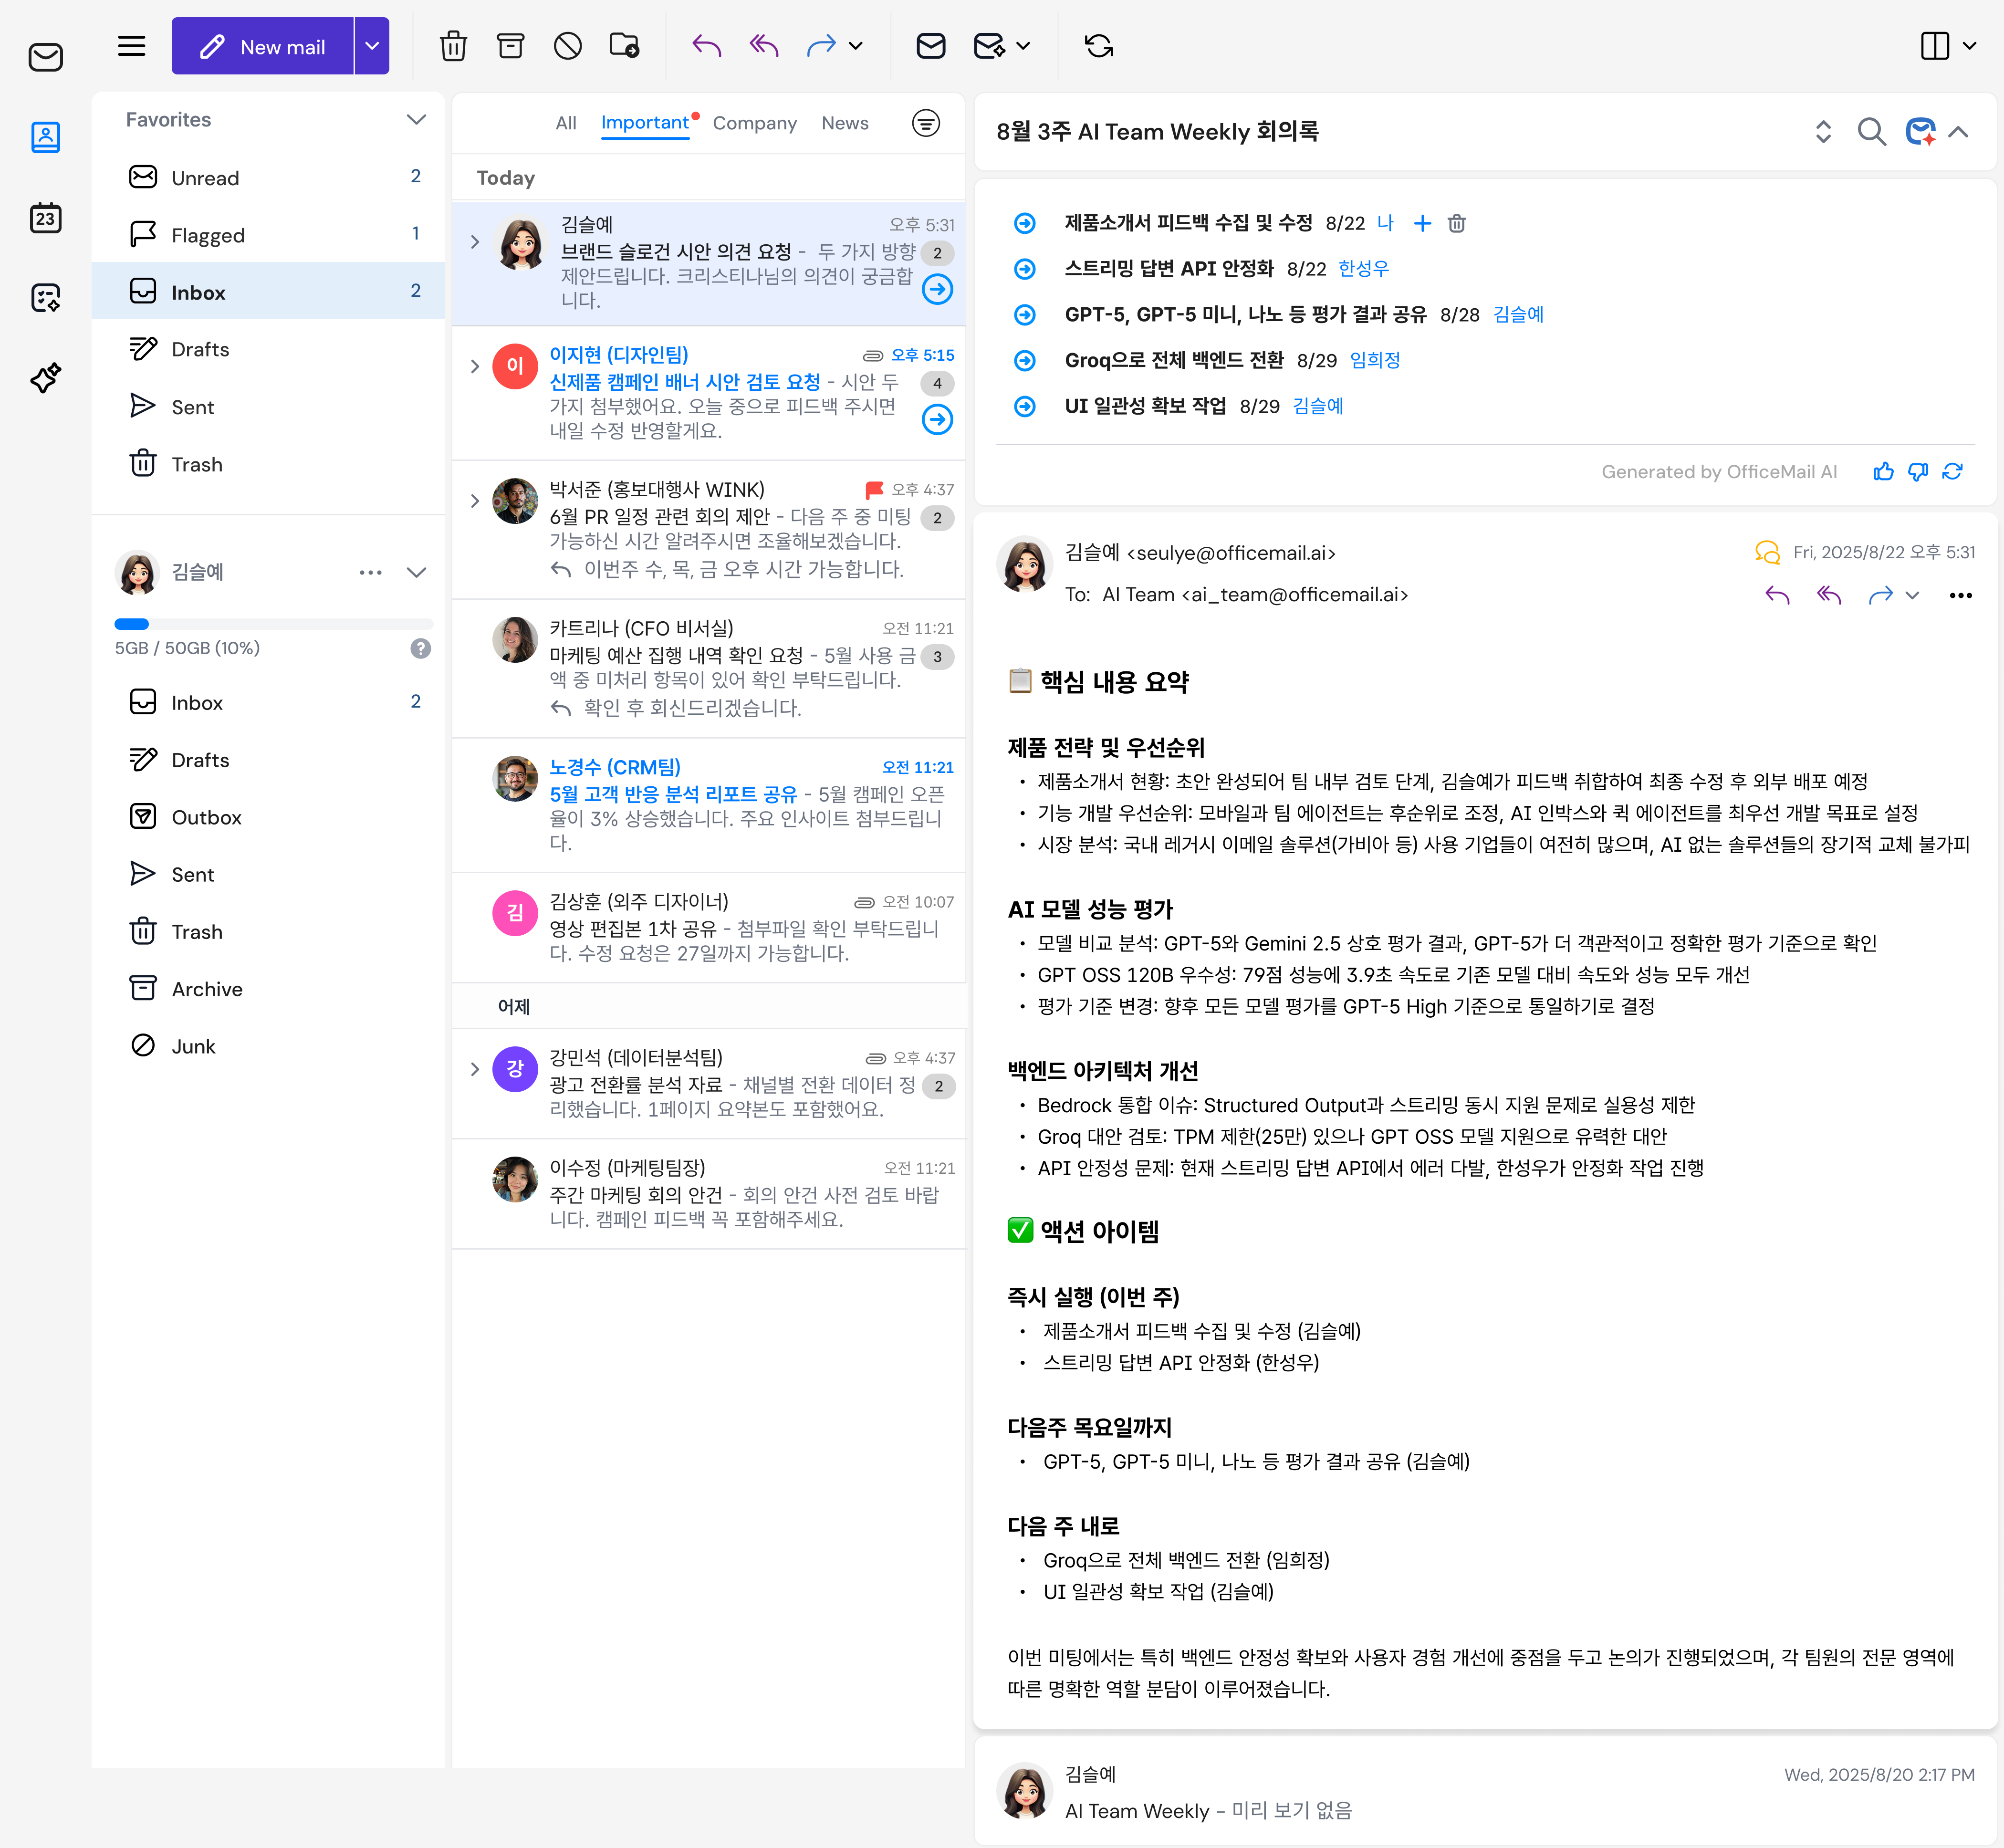 New mail
23
Favorites
Unread 2
Flagged 1
Inbox 2
Drafts
Sent
Trash
김슬예
5GB / 50GB (10%)
?
Inbox 2
Drafts
Outbox
Sent
Trash
Archive
Junk
All Important Company News
Today
김슬예 오후 5:31
브랜드 슬로건 시안 의견 요청 - 두 가지 방향 2
제안드립니다. 크리스티나님의 의견이 궁금합
니다.
이
이지현 (디자인팀) 오후 5:15
신제품 캠페인 배너 시안 검토 요청 - 시안 두 4
가지 첨부했어요. 오늘 중으로 피드백 주시면
내일 수정 반영할게요.
박서준 (홍보대행사 WINK) 오후 4:37
6월 PR 일정 관련 회의 제안 - 다음 주 중 미팅 2
가능하신 시간 알려주시면 조율해보겠습니다.
이번주 수, 목, 금 오후 시간 가능합니다.
카트리나 (CFO 비서실) 오전 11:21
마케팅 예산 집행 내역 확인 요청 - 5월 사용 금 3
액 중 미처리 항목이 있어 확인 부탁드립니다.
확인 후 회신드리겠습니다.
노경수 (CRM팀) 오전 11:21
5월 고객 반응 분석 리포트 공유 - 5월 캠페인 오픈
율이 3% 상승했습니다. 주요 인사이트 첨부드립니
다.
김
김상훈 (외주 디자이너) 오전 10:07
영상 편집본 1차 공유 - 첨부파일 확인 부탁드립니
다. 수정 요청은 27일까지 가능합니다.
어제
강
강민석 (데이터분석팀) 오후 4:37
광고 전환률 분석 자료 - 채널별 전환 데이터 정 2
리했습니다. 1페이지 요약본도 포함했어요.
이수정 (마케팅팀장) 오전 11:21
주간 마케팅 회의 안건 - 회의 안건 사전 검토 바랍
니다. 캠페인 피드백 꼭 포함해주세요.
8월 3주 AI Team Weekly 회의록
제품소개서 피드백 수집 및 수정 8/22 나
스트리밍 답변 API 안정화 8/22 한성우
GPT-5, GPT-5 미니, 나노 등 평가 결과 공유 8/28 김슬예
Groq으로 전체 백엔드 전환 8/29 임희정
UI 일관성 확보 작업 8/29 김슬예
Generated by OfficeMail AI
김슬예 <seulye@officemail.ai> Fri, 2025/8/22 오후 5:31
To: AI Team <ai_team@officemail.ai>
📋 핵심 내용 요약
제품 전략 및 우선순위
• 제품소개서 현황: 초안 완성되어 팀 내부 검토 단계, 김슬예가 피드백 취합하여 최종 수정 후 외부 배포 예정
• 기능 개발 우선순위: 모바일과 팀 에이전트는 후순위로 조정, AI 인박스와 퀵 에이전트를 최우선 개발 목표로 설정
• 시장 분석: 국내 레거시 이메일 솔루션(가비아 등) 사용 기업들이 여전히 많으며, AI 없는 솔루션들의 장기적 교체 불가피
AI 모델 성능 평가
• 모델 비교 분석: GPT-5와 Gemini 2.5 상호 평가 결과, GPT-5가 더 객관적이고 정확한 평가 기준으로 확인
• GPT OSS 120B 우수성: 79점 성능에 3.9초 속도로 기존 모델 대비 속도와 성능 모두 개선
• 평가 기준 변경: 향후 모든 모델 평가를 GPT-5 High 기준으로 통일하기로 결정
백엔드 아키텍처 개선
• Bedrock 통합 이슈: Structured Output과 스트리밍 동시 지원 문제로 실용성 제한
• Groq 대안 검토: TPM 제한(25만) 있으나 GPT OSS 모델 지원으로 유력한 대안
• API 안정성 문제: 현재 스트리밍 답변 API에서 에러 다발, 한성우가 안정화 작업 진행
✅ 액션 아이템
즉시 실행 (이번 주)
• 제품소개서 피드백 수집 및 수정 (김슬예)
• 스트리밍 답변 API 안정화 (한성우)
다음주 목요일까지
• GPT-5, GPT-5 미니, 나노 등 평가 결과 공유 (김슬예)
다음 주 내로
• Groq으로 전체 백엔드 전환 (임희정)
• UI 일관성 확보 작업 (김슬예)
이번 미팅에서는 특히 백엔드 안정성 확보와 사용자 경험 개선에 중점을 두고 논의가 진행되었으며, 각 팀원의 전문 영역에
따른 명확한 역할 분담이 이루어졌습니다.
김슬예 Wed, 2025/8/20 2:17 PM
AI Team Weekly - 미리 보기 없음